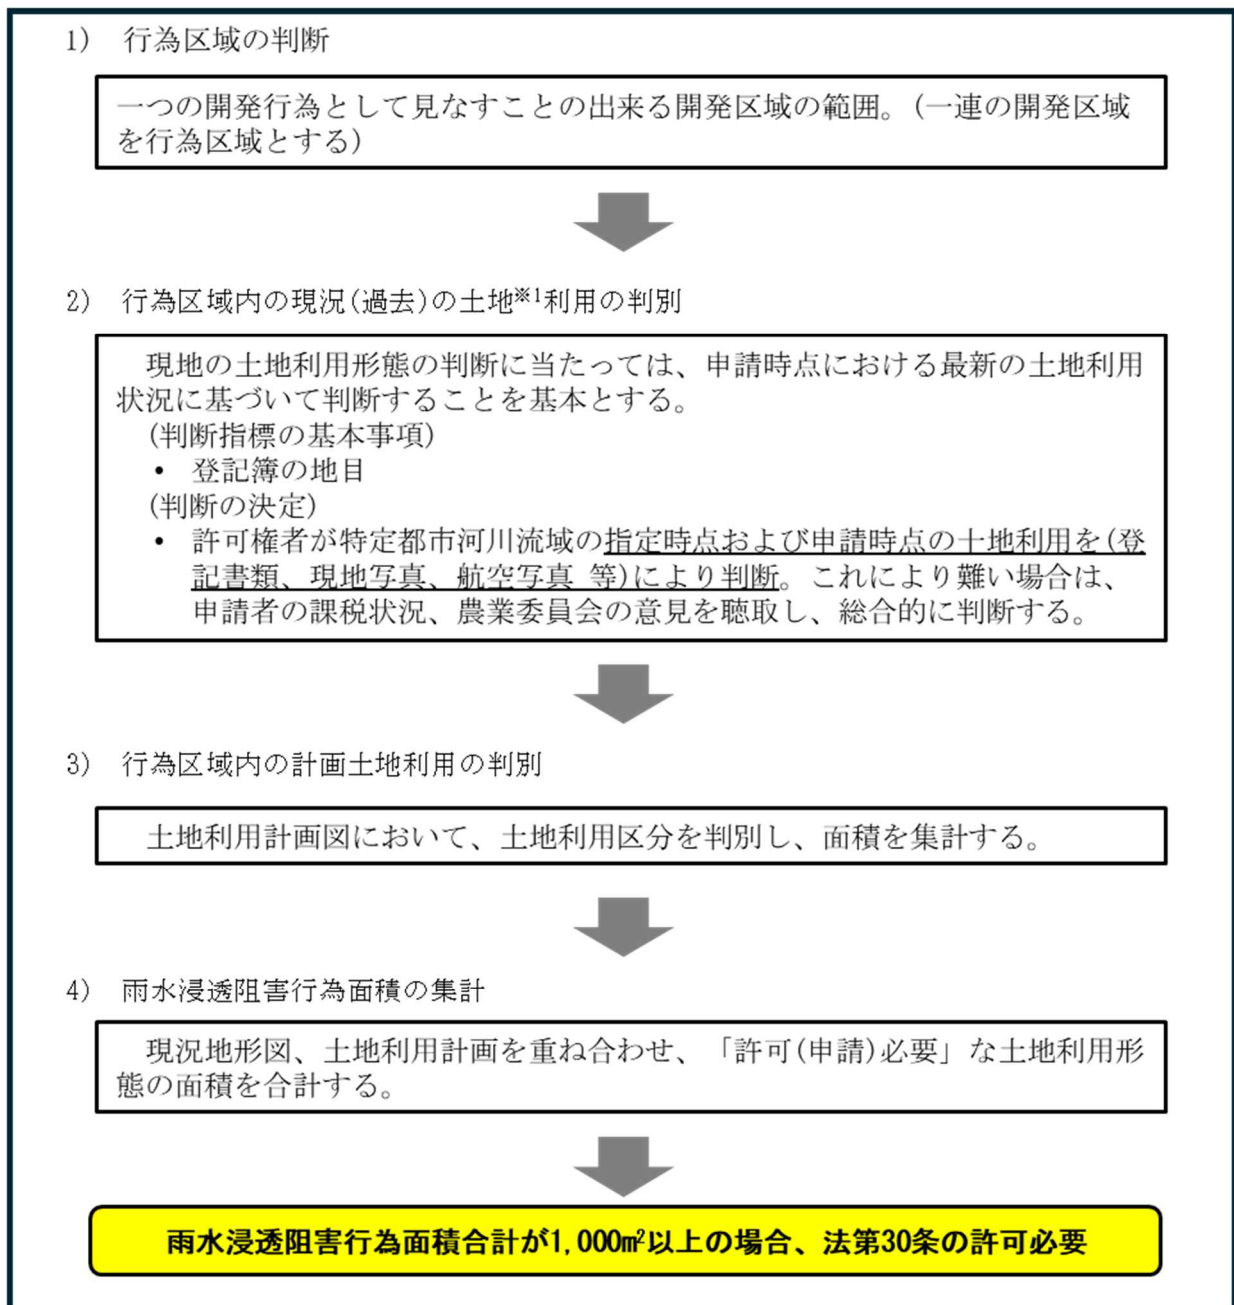 1) 行為区域の判断
一つの開発行為として見なすことの出来る開発区域の範囲。(一連の開発区域
を行為区域とする)
2) 行為区域内の現況(過去)の土地※1利用の判別
現地の土地利用形態の判断に当たっては、申請時点における最新の土地利用
状況に基づいて判断することを基本とする。
(判断指標の基本事項)
• 登記簿の地目
(判断の決定)
• 許可権者が特定都市河川流域の指定時点および申請時点の土地利用を(登
記書類、現地写真、航空写真 等)により判断。これにより難い場合は、
申請者の課税状況、農業委員会の意見を聴取し、総合的に判断する。
3) 行為区域内の計画土地利用の判別
土地利用計画図において、土地利用区分を判別し、面積を集計する。
4) 雨水浸透阻害行為面積の集計
現況地形図、土地利用計画を重ね合わせ、「許可(申請)必要」な土地利用形
態の面積を合計する。
雨水浸透阻害行為面積合計が1,000㎡以上の場合、法第30条の許可必要